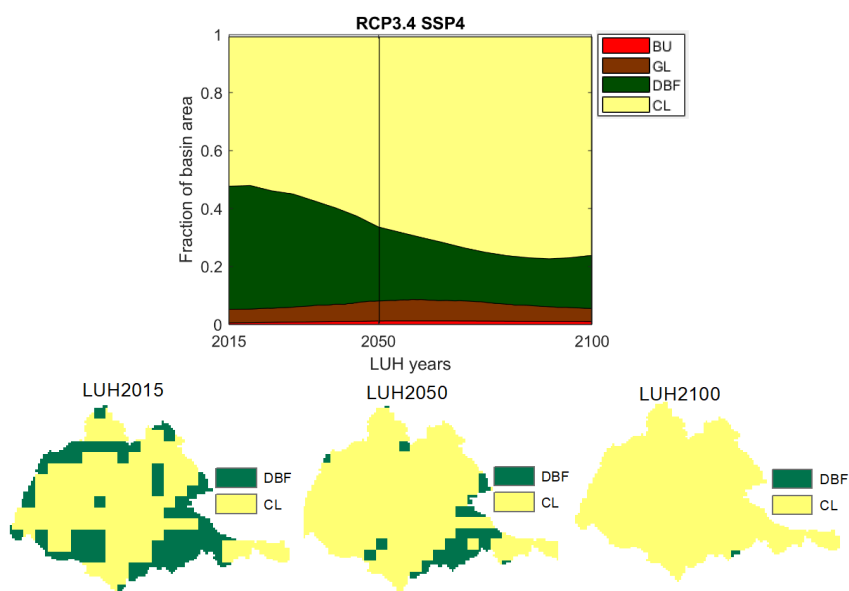 RCP3.4 SSP4
1
0.8
0.6
0.4
0.2
0
Fraction of basin area
2015 2050 2100
LUH years
BU
GL
DBF
CL
LUH2015
DBF
CL
LUH2050
DBF
CL
LUH2100
DBF
CL